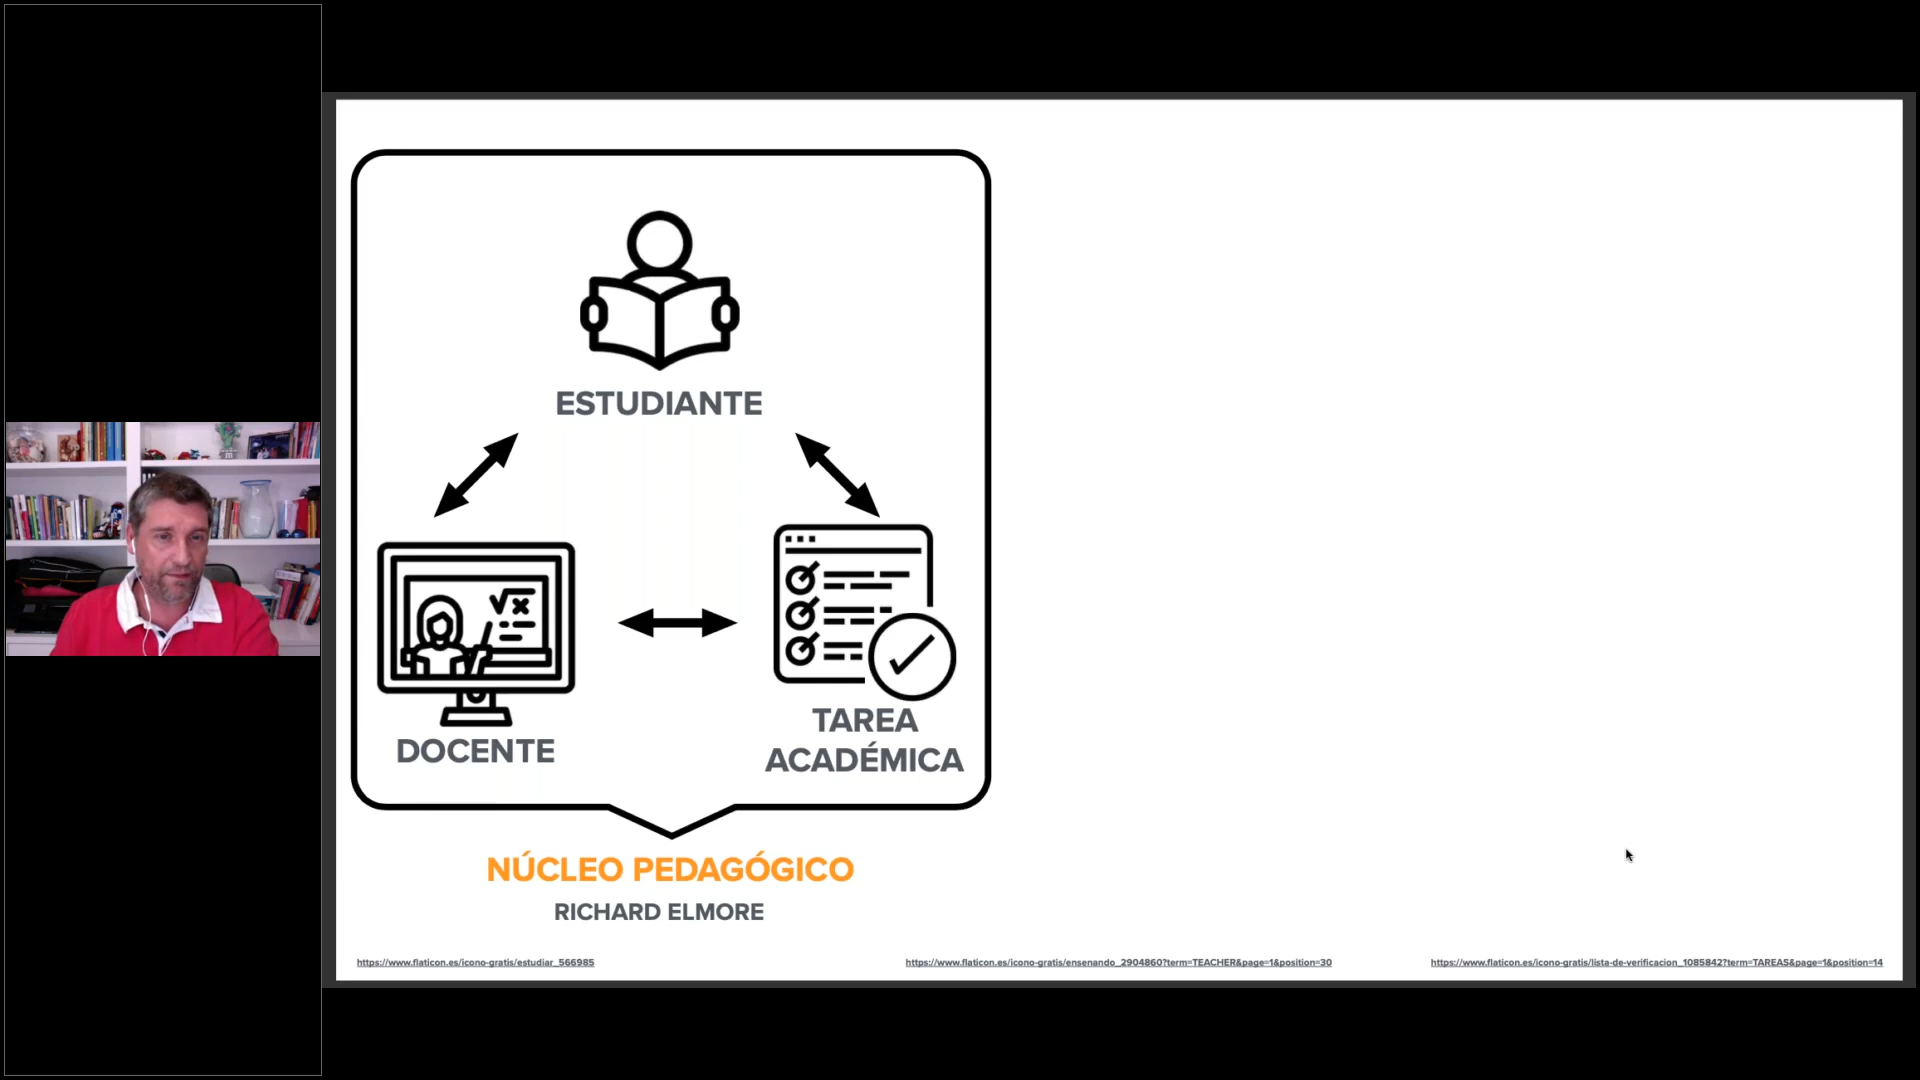 ESTUDIANTE
DOCENTE
TAREA
ACADÉMICA
NÚCLEO PEDAGÓGICO
RICHARD ELMORE
https://www.flaticon.es/icono-gratis/estudiar_566985
https://www.flaticon.es/icono-gratis/ensenando_2904860?term=TEACHER&page=1&position=30
https://www.flaticon.es/icono-gratis/lista-de-verificacion_1085842?term=TAREAS&page=1&position=14